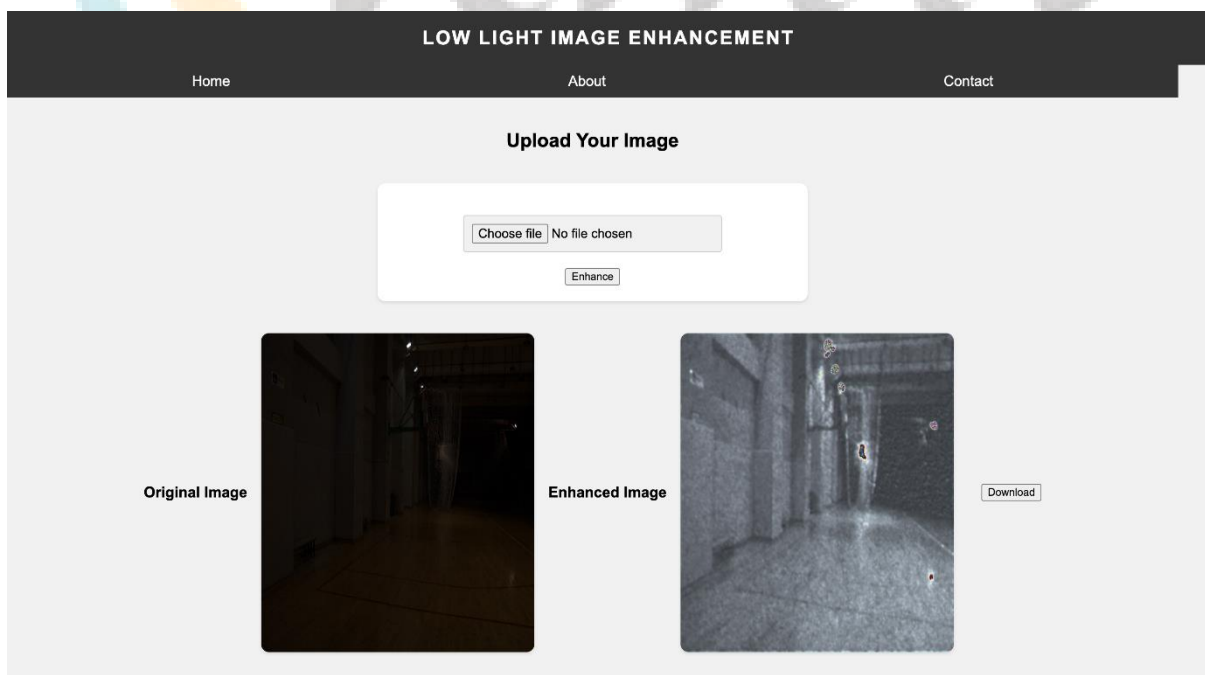 LOW LIGHT IMAGE ENHANCEMENT
Home About Contact
Upload Your Image
Choose file No file chosen
Enhance
Original Image Enhanced Image Download